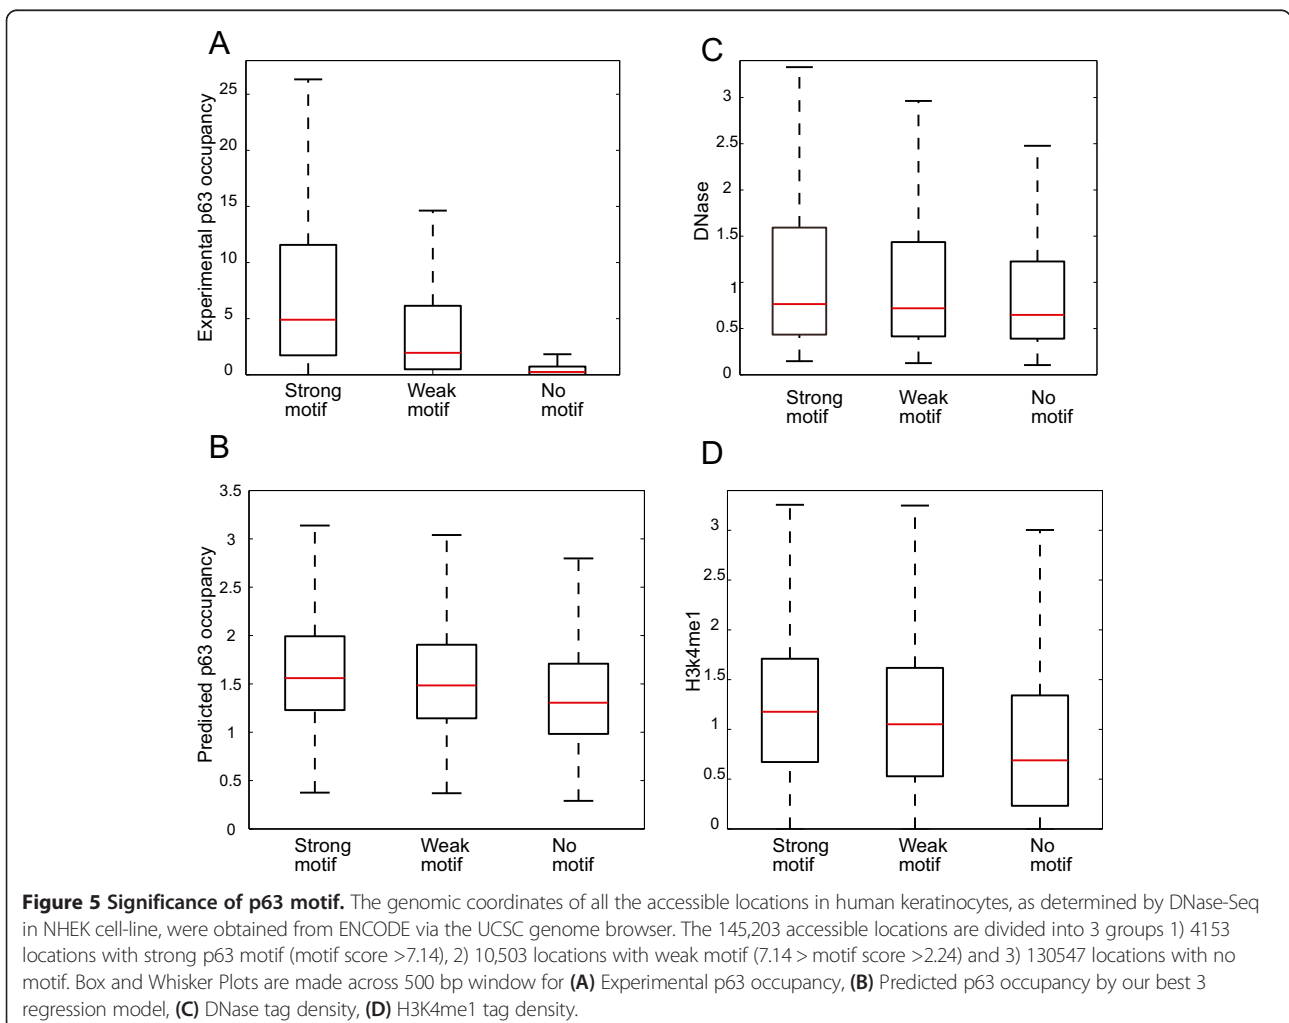 A
Experimental p63 occupancy
25
20
15
10
5
0
Strong motif
Weak motif
No motif
C
DNase
3
2.5
2
1.5
1
0.5
0
Strong motif
Weak motif
No motif
B
Predicted p63 occupancy
3.5
3
2.5
2
1.5
1
0.5
0
Strong motif
Weak motif
No motif
D
H3k4me1
3
2.5
2
1.5
1
0.5
0
Strong motif
Weak motif
No motif
Figure 5 Significance of p63 motif. The genomic coordinates of all the accessible locations in human keratinocytes, as determined by DNase-Seq
in NHEK cell-line, were obtained from ENCODE via the UCSC genome browser. The 145,203 accessible locations are divided into 3 groups 1) 4153
locations with strong p63 motif (motif score >7.14), 2) 10,503 locations with weak motif (7.14 > motif score >2.24) and 3) 130547 locations with no
motif. Box and Whisker Plots are made across 500 bp window for (A) Experimental p63 occupancy, (B) Predicted p63 occupancy by our best 3
regression model, (C) DNase tag density, (D) H3K4me1 tag density.